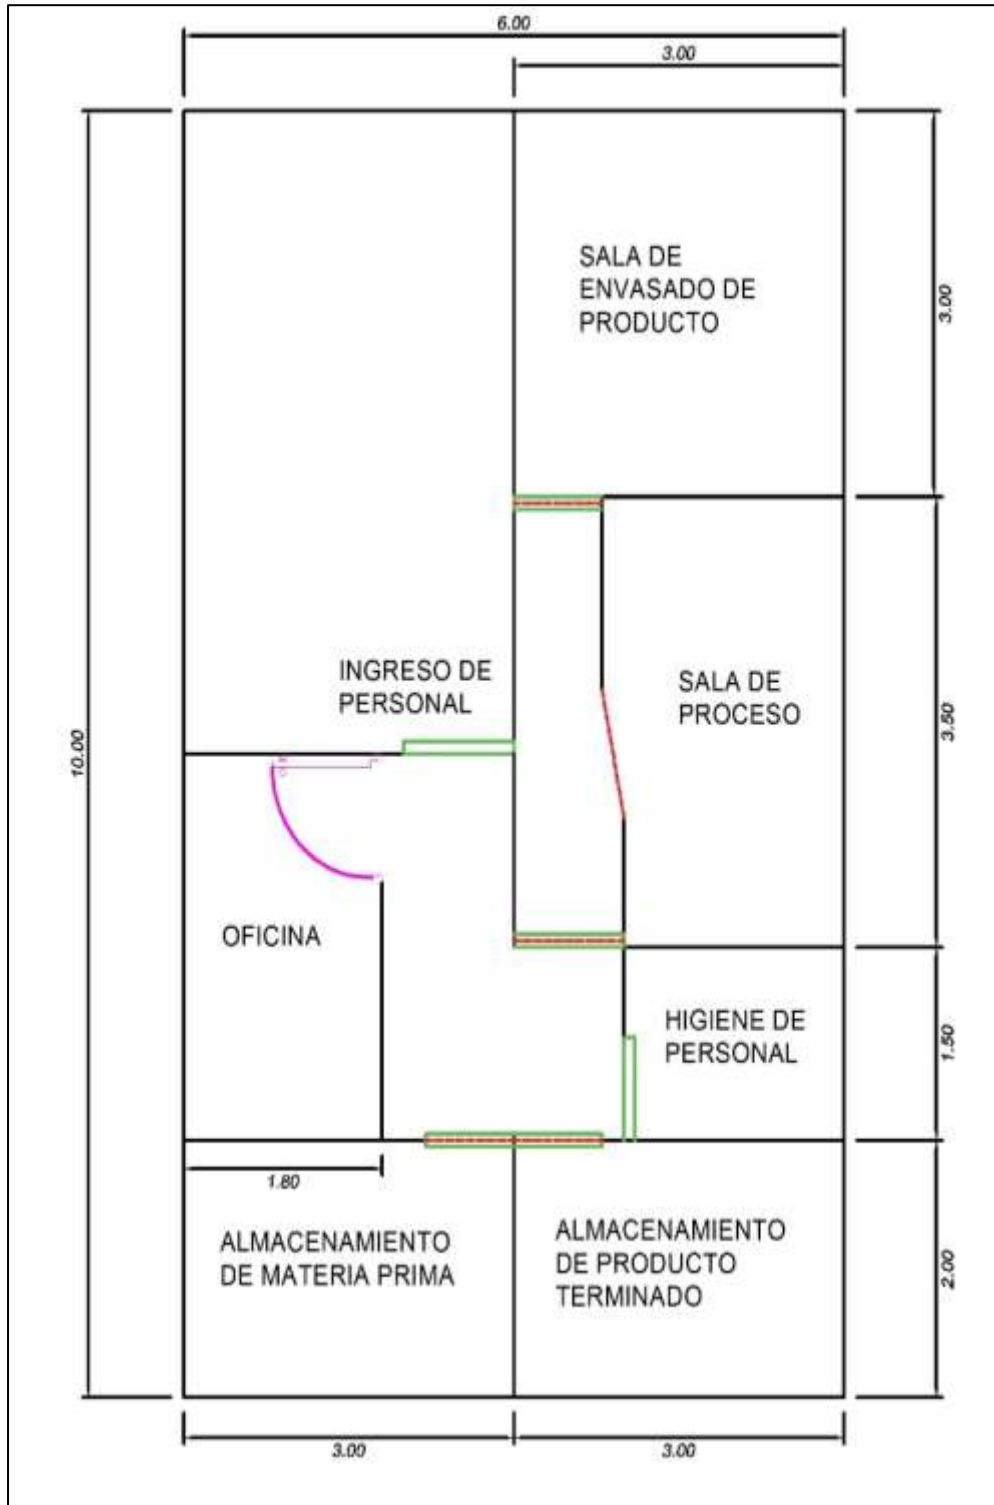 6.00
3.00
SALA DE
ENVASADO DE
PRODUCTO
3.00
INGRESO DE
PERSONAL
SALA DE
PROCESO
10.00
3.50
OFICINA
HIGIENE DE
PERSONAL
1.50
1.80
ALMACENAMIENTO
DE MATERIA PRIMA
ALMACENAMIENTO
DE PRODUCTO
TERMINADO
2.00
3.00
3.00